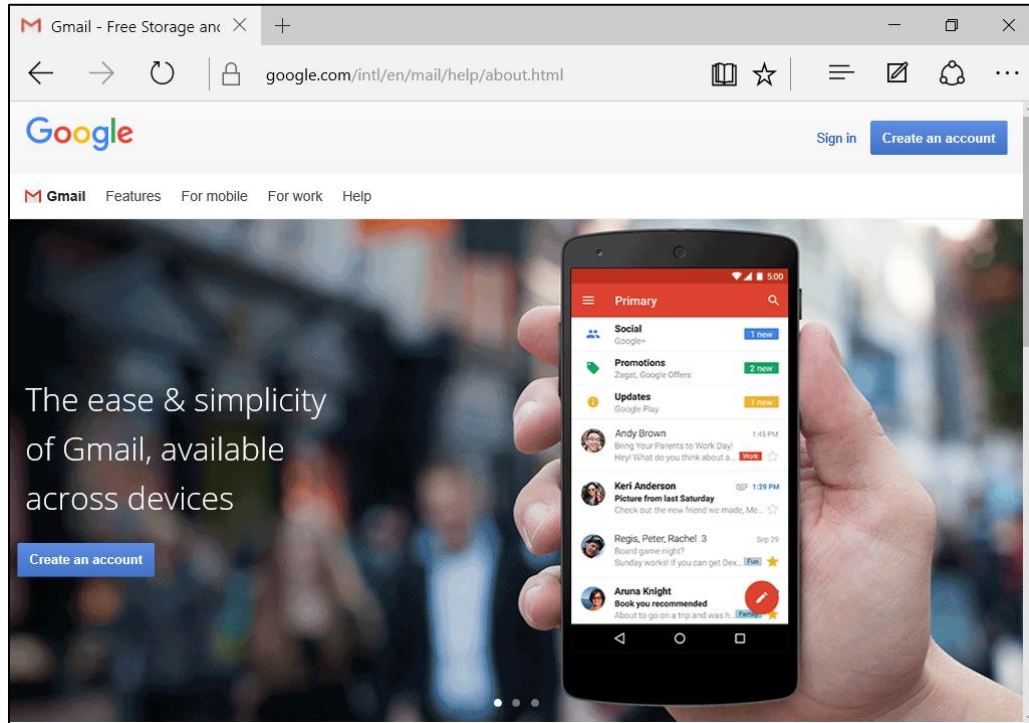 Gmail - Free Storage and
google.com/intl/en/mail/help/about.html
Google
Sign in
Create an account
Gmail Features For mobile For work Help
The ease & simplicity
of Gmail, available
across devices
Create an account
5:00
Primary
Social
1 new
Google+
Promotions
2 new
Zagat, Google Offers
Updates
1 new
Google Play
Andy Brown 1:45 PM
Bring Your Parents to Work Day!
Hey! What do you think about a... Work
Keri Anderson 1:39 PM
Picture from last Saturday
Check out the new friend we made, Me...
Regis, Peter, Rachel 3 Sep 29
Board game night?
Sunday works! If you can get Dex... Fun
Aruna Knight
Book you recommended
About to go on a trip and was h... Family